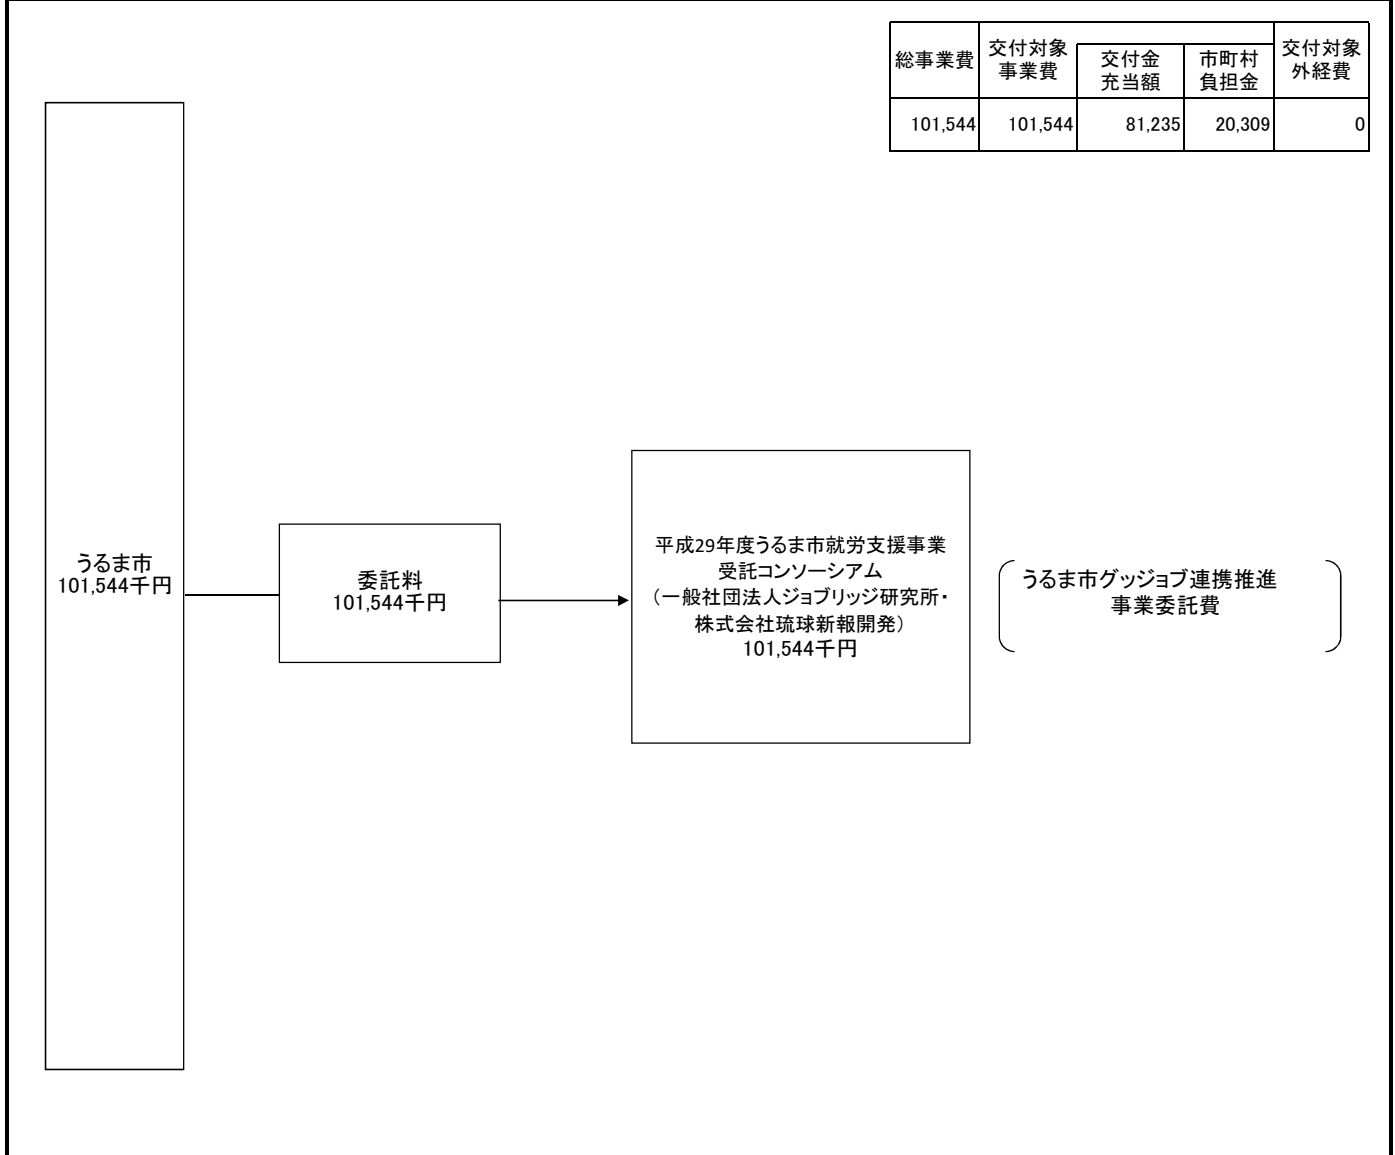 総事業費
交付対象
事業費
交付金
充当額
市町村
負担金
交付対象
外経費
101,544
101,544
81,235
20,309
0
うるま市
101,544千円
委託料
101,544千円
平成29年度うるま市就労支援事業
受託コンソーシアム
（一般社団法人ジョブリッジ研究所・
株式会社琉球新報開発）
101,544千円
うるま市グッジョブ連携推進
事業委託費